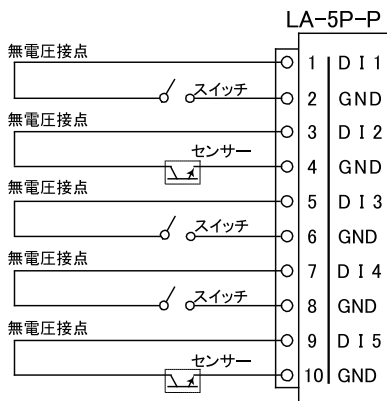 LA-5P-P
無電圧接点
1 DI1
スイッチ
2 GND
無電圧接点
3 DI2
センサー
4 GND
無電圧接点
5 DI3
スイッチ
6 GND
無電圧接点
7 DI4
スイッチ
8 GND
無電圧接点
9 DI5
センサー
10 GND